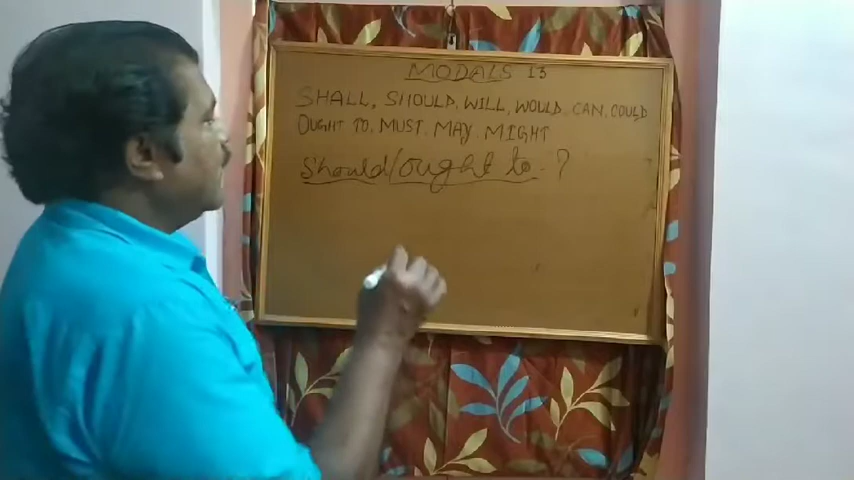 MODALS 13
SHALL, SHOULD, WILL, WOULD, CAN, COULD
OUGHT TO, MUST, MAY, MIGHT
Should/ought to - ?